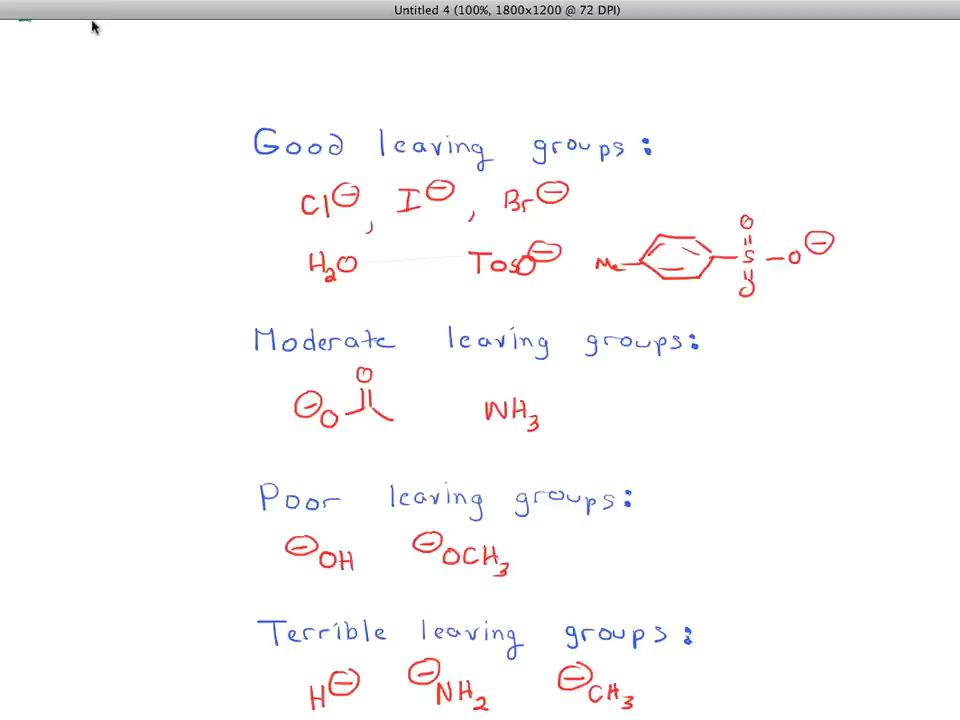 Untitled 4 (100%, 1800x1200 @ 72 DPI)
Good leaving groups:
Cl⊖, I⊖, Br⊖
H₂O TosO⊖ Me S O O O ⊖
Moderate leaving groups:
⊖O O NH₃
Poor leaving groups:
⊖OH ⊖OCH₃
Terrible leaving groups:
H⊖ ⊖NH₂ ⊖CH₃